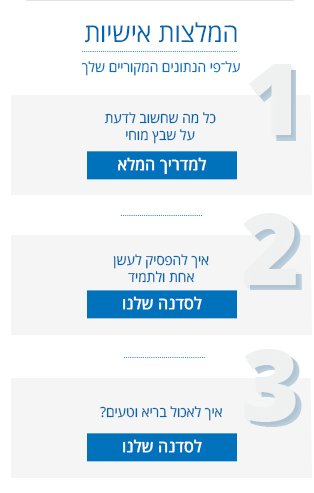 המלצות אישיות
על־פי הנתונים המקוריים שלך
1
כל מה שחשוב לדעת
על שבץ מוחי
למדריך המלא
2
איך להפסיק לעשן
אחת ולתמיד
לסדנה שלנו
3
איך לאכול בריא וטעים?
לסדנה שלנו